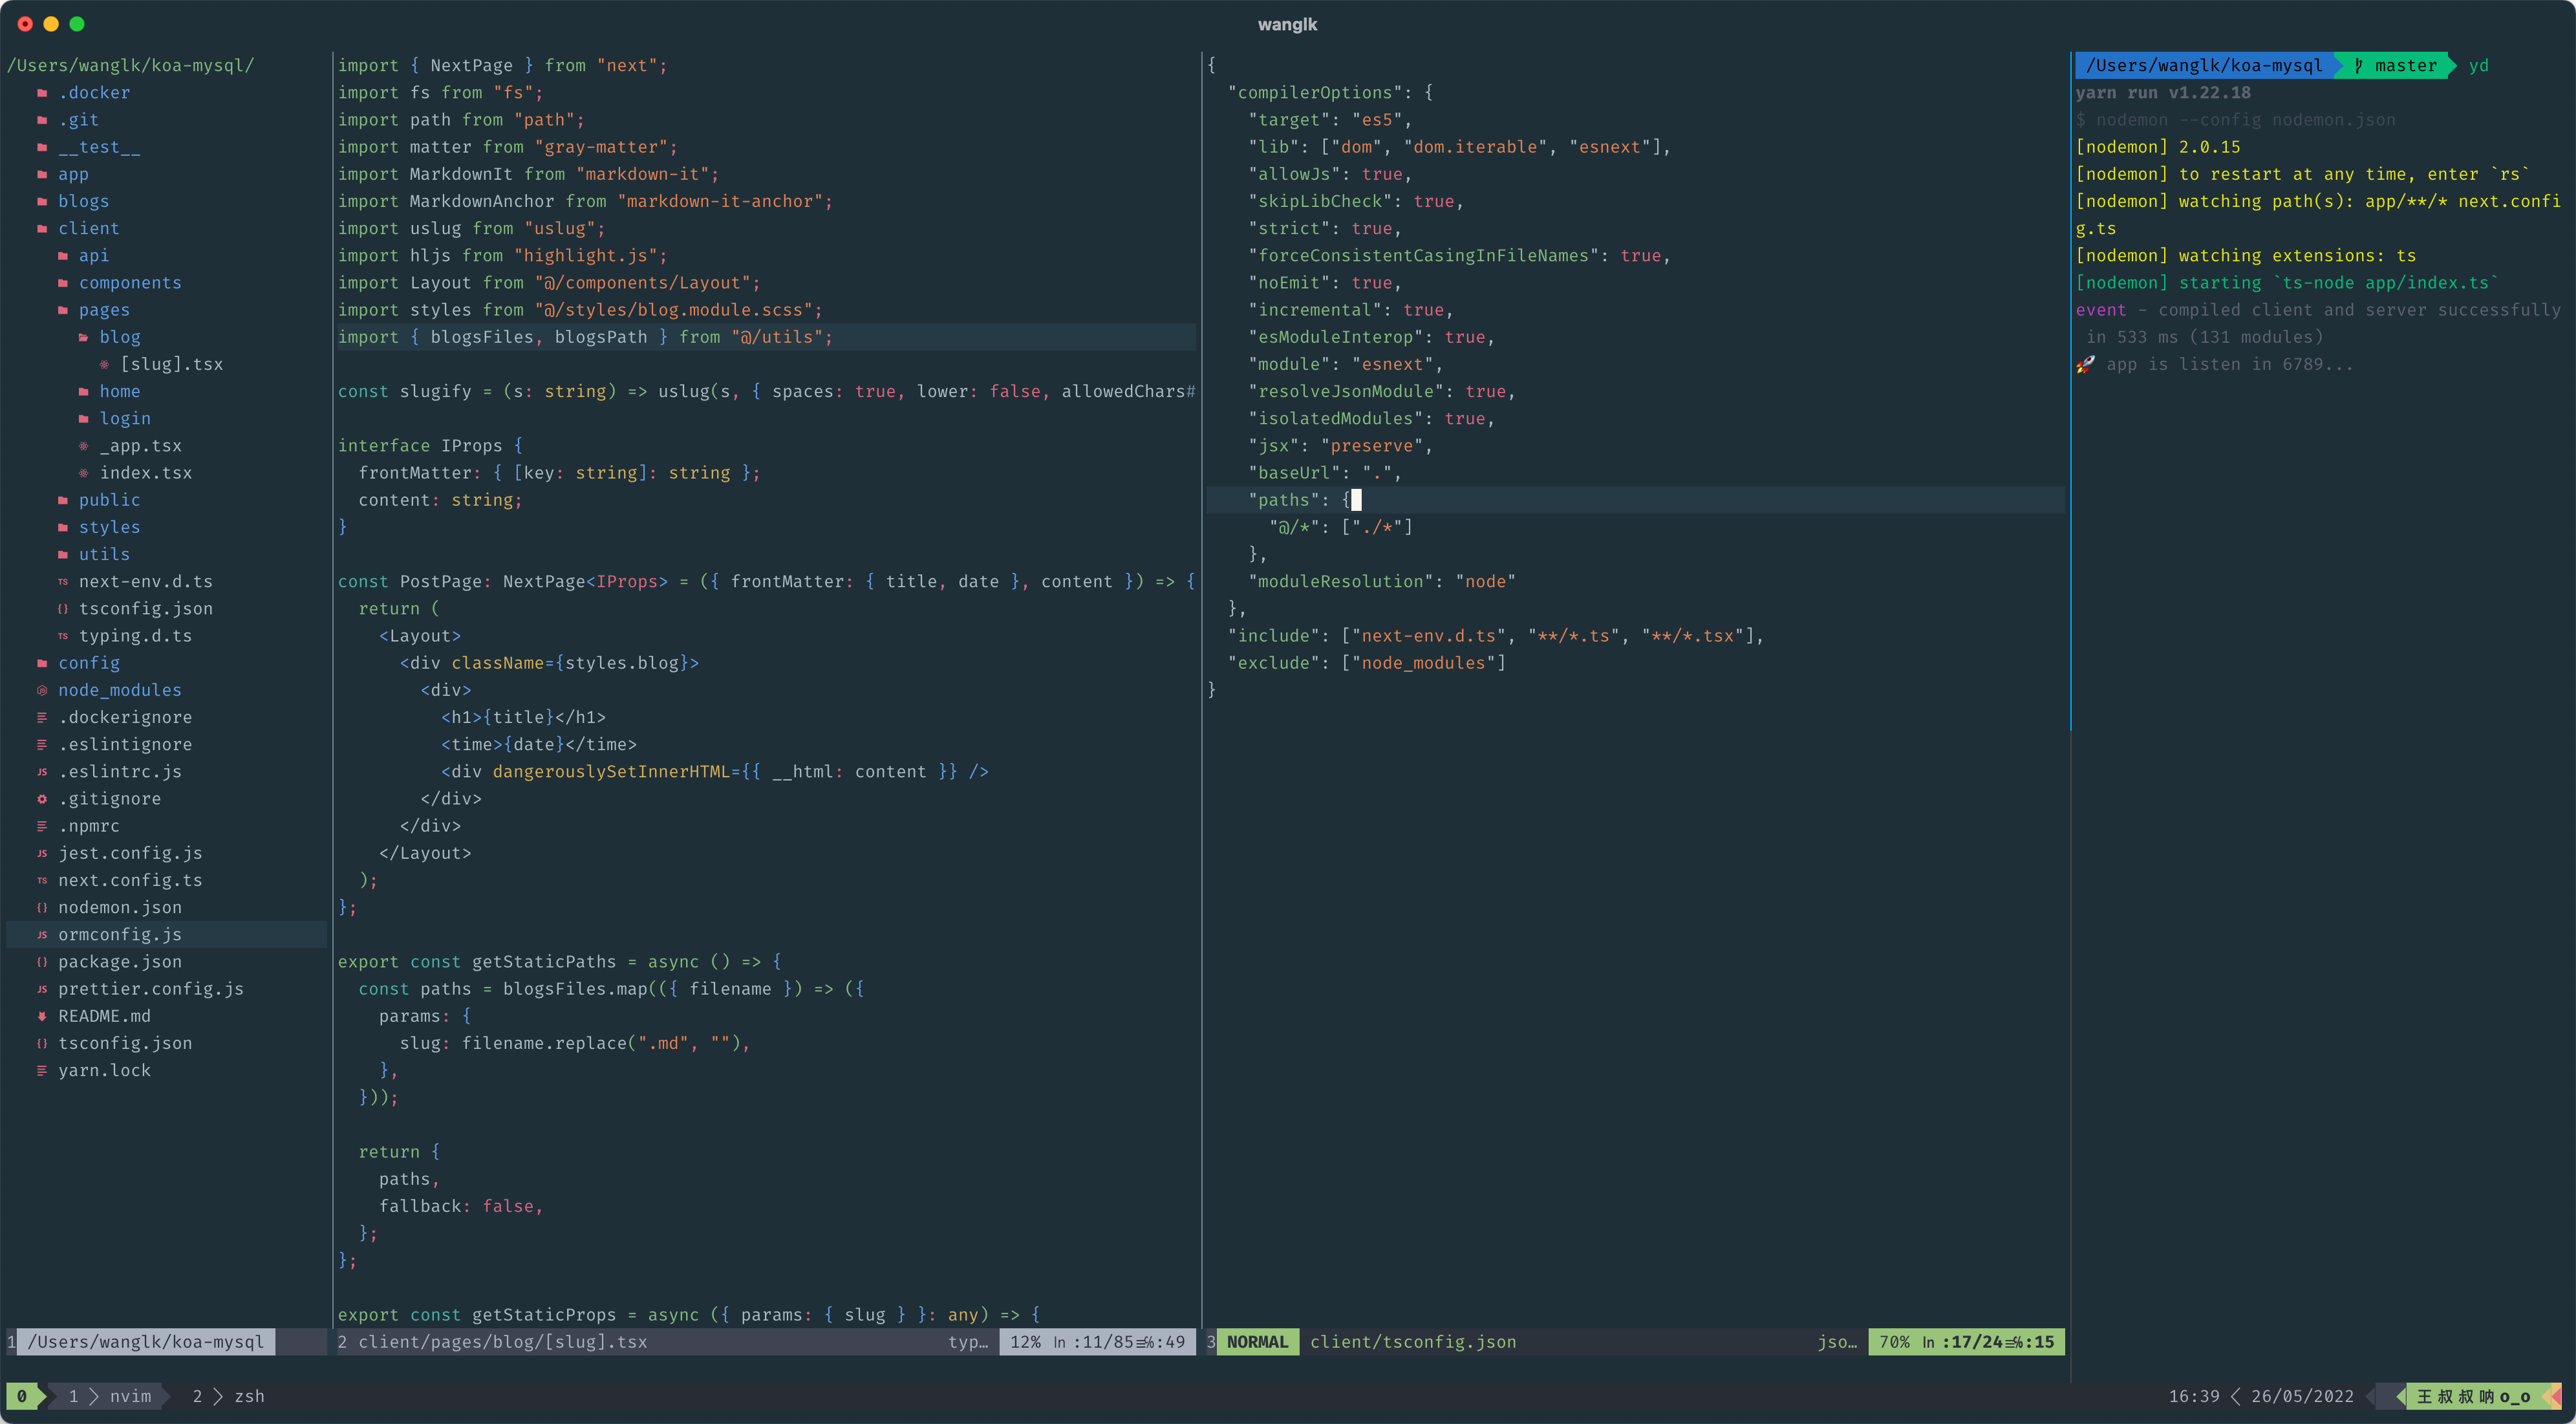 wanglk
/Users/wanglk/koa-mysql/
.docker
.git
__test__
app
blogs
client
api
components
pages
blog
[slug].tsx
home
login
_app.tsx
index.tsx
public
styles
utils
TS next-env.d.ts
{} tsconfig.json
TS typing.d.ts
config
node_modules
.dockerignore
.eslintignore
JS .eslintrc.js
.gitignore
.npmrc
JS jest.config.js
TS next.config.ts
{} nodemon.json
JS ormconfig.js
{} package.json
JS prettier.config.js
README.md
{} tsconfig.json
yarn.lock
1 /Users/wanglk/koa-mysql
import { NextPage } from "next";
import fs from "fs";
import path from "path";
import matter from "gray-matter";
import MarkdownIt from "markdown-it";
import MarkdownAnchor from "markdown-it-anchor";
import uslug from "uslug";
import hljs from "highlight.js";
import Layout from "@/components/Layout";
import styles from "@/styles/blog.module.scss";
import { blogsFiles, blogsPath } from "@/utils";
const slugify = (s: string) => uslug(s, { spaces: true, lower: false, allowedChars#
interface IProps {
frontMatter: { [key: string]: string };
content: string;
}
const PostPage: NextPage<IProps> = ({ frontMatter: { title, date }, content }) => {
return (
<Layout>
<div className={styles.blog}>
<div>
<h1>{title}</h1>
<time>{date}</time>
<div dangerouslySetInnerHTML={{ __html: content }} />
</div>
</div>
</Layout>
);
};
export const getStaticPaths = async () => {
const paths = blogsFiles.map(({ filename }) => ({
params: {
slug: filename.replace(".md", ""),
},
}));
return {
paths,
fallback: false,
};
};
export const getStaticProps = async ({ params: { slug } }: any) => {
2 client/pages/blog/[slug].tsx typ… 12% ln :11/85≡%:49
{
"compilerOptions": {
"target": "es5",
"lib": ["dom", "dom.iterable", "esnext"],
"allowJs": true,
"skipLibCheck": true,
"strict": true,
"forceConsistentCasingInFileNames": true,
"noEmit": true,
"incremental": true,
"esModuleInterop": true,
"module": "esnext",
"resolveJsonModule": true,
"isolatedModules": true,
"jsx": "preserve",
"baseUrl": ".",
"paths": {
"@/*": ["./*"]
},
"moduleResolution": "node"
},
"include": ["next-env.d.ts", "**/*.ts", "**/*.tsx"],
"exclude": ["node_modules"]
}
3 NORMAL client/tsconfig.json jso… 70% ln :17/24≡%:15
/Users/wanglk/koa-mysql master yd
yarn run v1.22.18
$ nodemon --config nodemon.json
[nodemon] 2.0.15
[nodemon] to restart at any time, enter `rs`
[nodemon] watching path(s): app/**/* next.confi
g.ts
[nodemon] watching extensions: ts
[nodemon] starting `ts-node app/index.ts`
event - compiled client and server successfully
in 533 ms (131 modules)
🚀 app is listen in 6789...
0 1 > nvim 2 > zsh 16:39 < 26/05/2022 王叔叔呐o_o